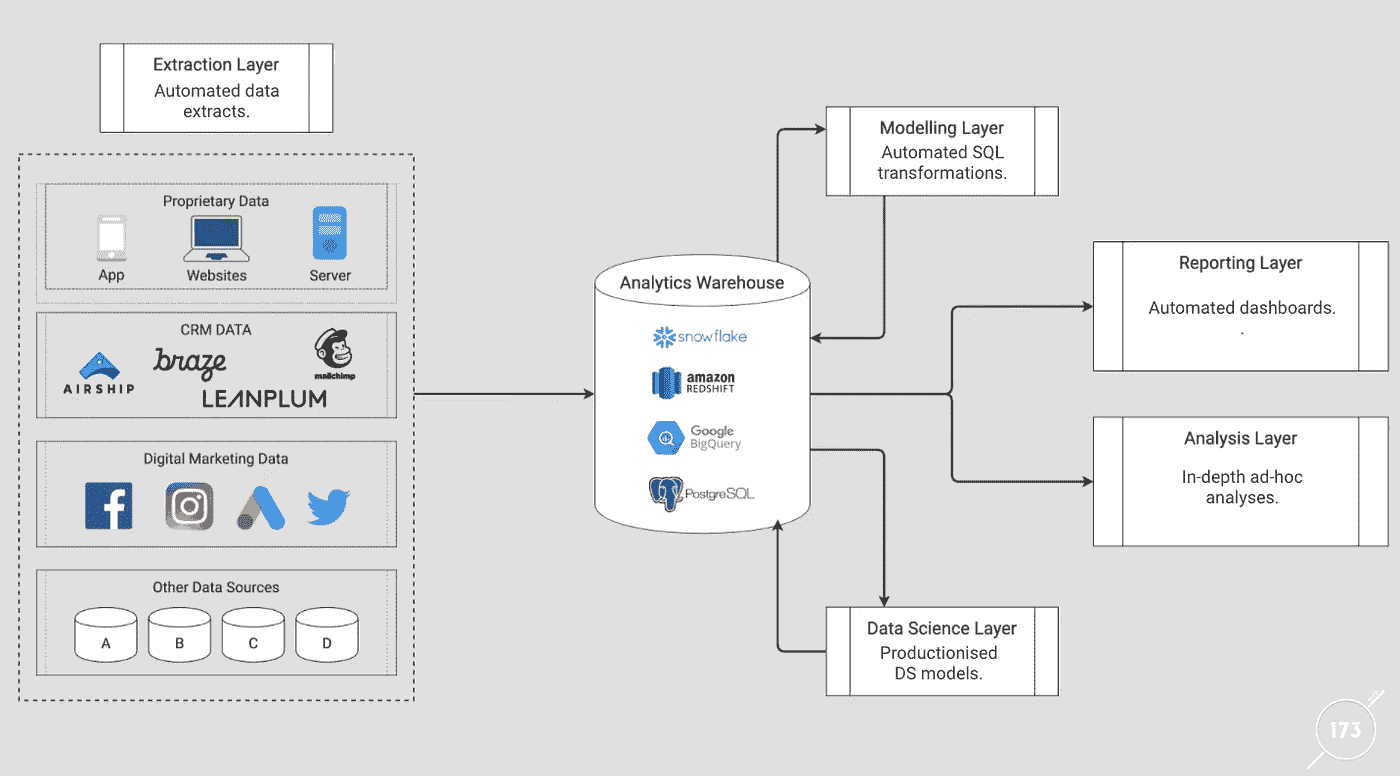 Extraction Layer
Automated data
extracts.
Proprietary Data
App
Websites
Server
CRM DATA
AIRSHIP
braze
mailchimp
LEANPLUM
Digital Marketing Data
Other Data Sources
A
B
C
D
Analytics Warehouse
snowflake
amazon
REDSHIFT
Google
BigQuery
PostgreSQL
Modelling Layer
Automated SQL
transformations.
Reporting Layer
Automated dashboards.
.
Analysis Layer
In-depth ad-hoc
analyses.
Data Science Layer
Productionised
DS models.
173